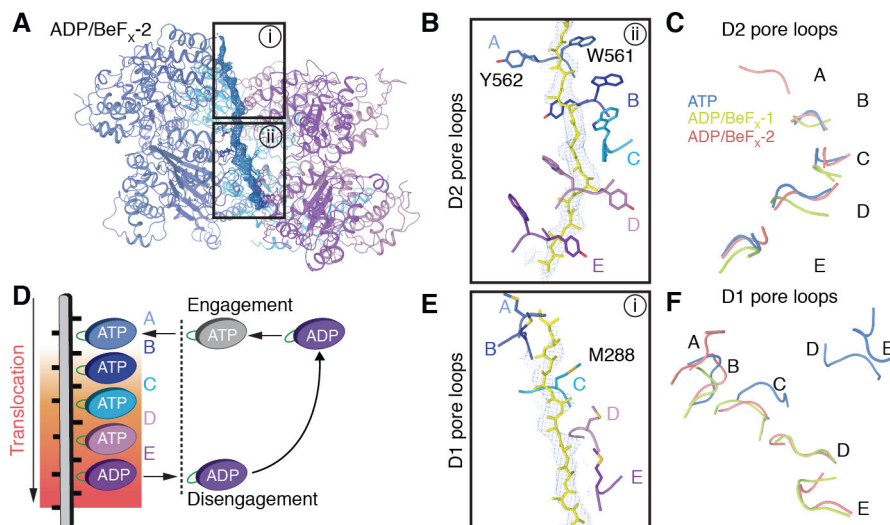 A
ADP/BeFx-2
i
ii
B
ii
A
W561
Y562
B
C
D
E
D2 pore loops
C
D2 pore loops
A
B
ATP
ADP/BeFx-1
ADP/BeFx-2
C
D
E
D
Translocation
Engagement
A
ATP
ATP
ADP
B
ATP
C
ATP
D
ATP
E
ADP
ADP
Disengagement
E
i
A
B
M288
C
D
E
D1 pore loops
F
D1 pore loops
A
B
D
E
C
D
E